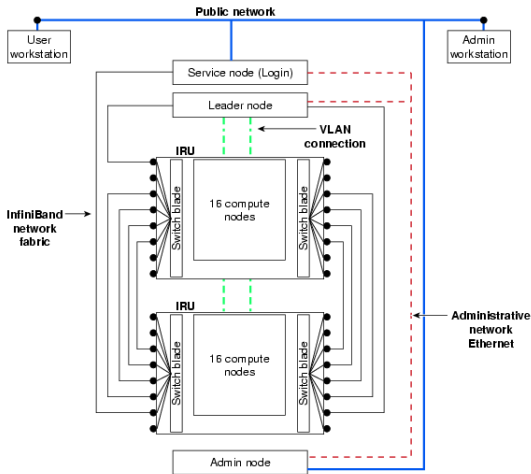 Public network
User
workstation
Admin
workstation
Service node (Login)
Leader node
VLAN
connection
IRU
Switch blade
16 compute
nodes
Switch blade
InfiniBand
network
fabric
IRU
Switch blade
16 compute
nodes
Switch blade
Administrative
network
Ethernet
Admin node